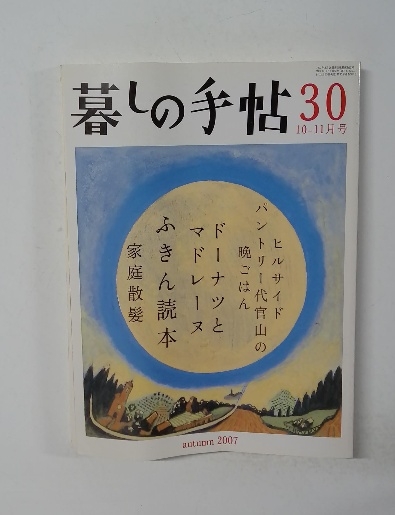 暮しの手帖 30
10-11月号
ヒルサイド
パントリー代官山の
晩ごはん
ドーナツと
マドレーヌ
ふきん読本
家庭散髪
autumn 2007